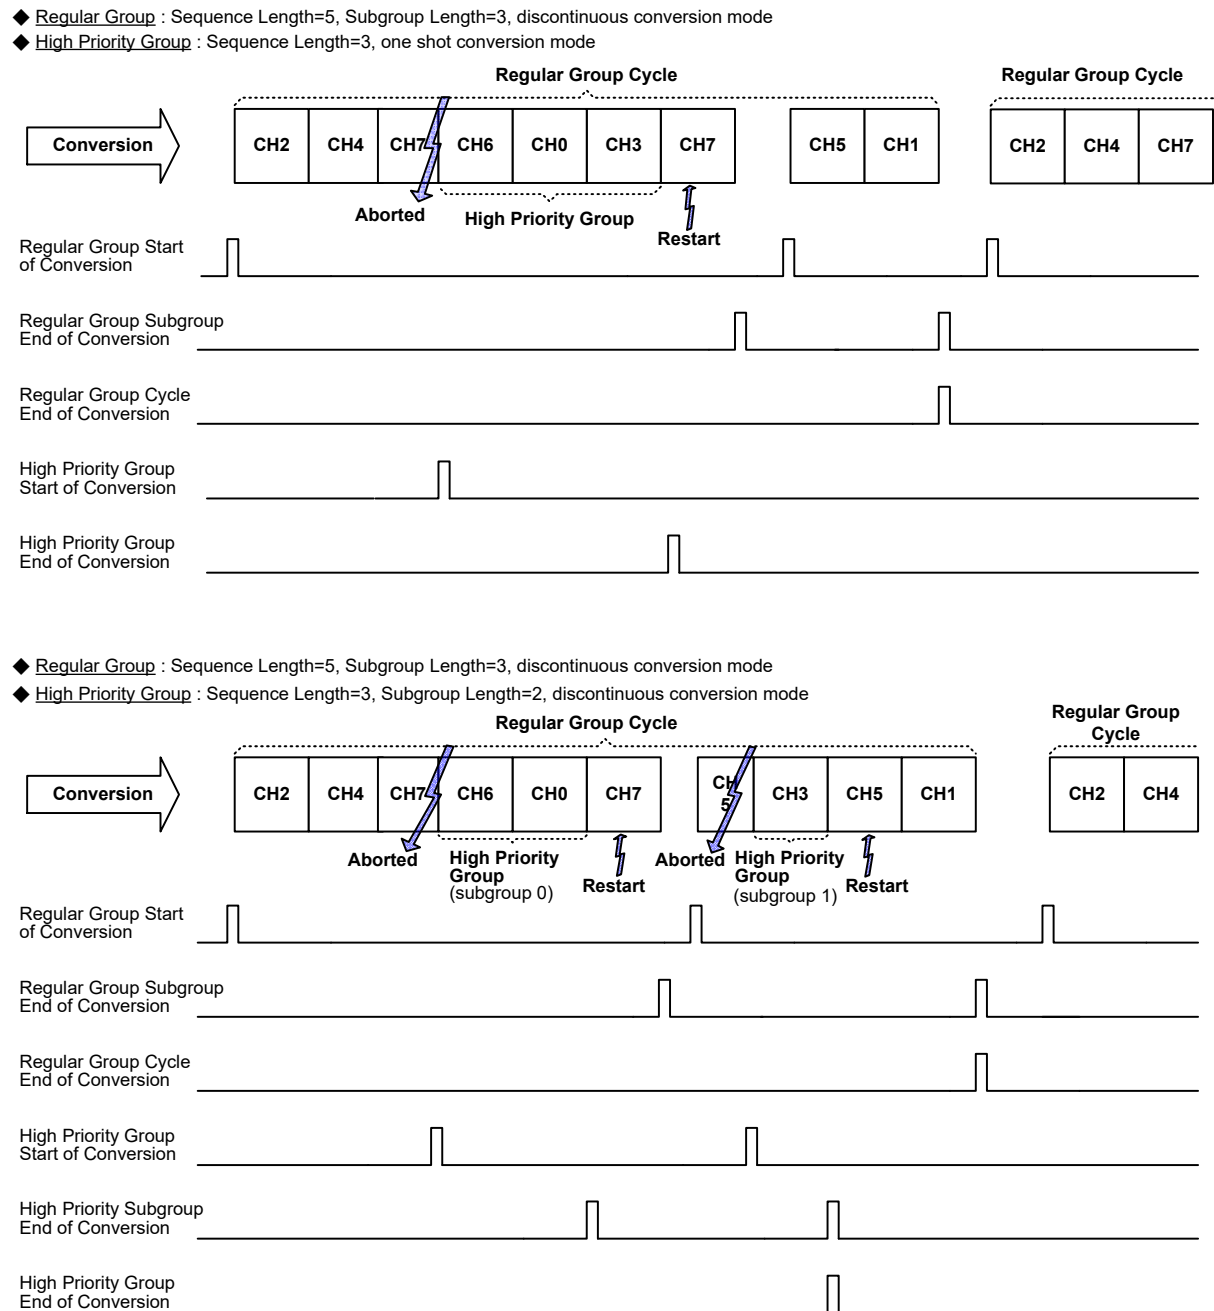 ◆ Regular Group : Sequence Length=5, Subgroup Length=3, discontinuous conversion mode
◆ High Priority Group : Sequence Length=3, one shot conversion mode
Regular Group Cycle
Regular Group Cycle
Conversion
CH2 CH4 CH7 CH6 CH0 CH3 CH7 CH5 CH1 CH2 CH4 CH7
Aborted
High Priority Group
Restart
Regular Group Start
of Conversion
Regular Group Subgroup
End of Conversion
Regular Group Cycle
End of Conversion
High Priority Group
Start of Conversion
High Priority Group
End of Conversion
◆ Regular Group : Sequence Length=5, Subgroup Length=3, discontinuous conversion mode
◆ High Priority Group : Sequence Length=3, Subgroup Length=2, discontinuous conversion mode
Regular Group Cycle
Regular Group
Cycle
Conversion
CH2 CH4 CH7 CH6 CH0 CH7 CH
5 CH3 CH5 CH1 CH2 CH4
Aborted
High Priority
Group
(subgroup 0)
Restart
Aborted
High Priority
Group
(subgroup 1)
Restart
Regular Group Start
of Conversion
Regular Group Subgroup
End of Conversion
Regular Group Cycle
End of Conversion
High Priority Group
Start of Conversion
High Priority Subgroup
End of Conversion
High Priority Group
End of Conversion